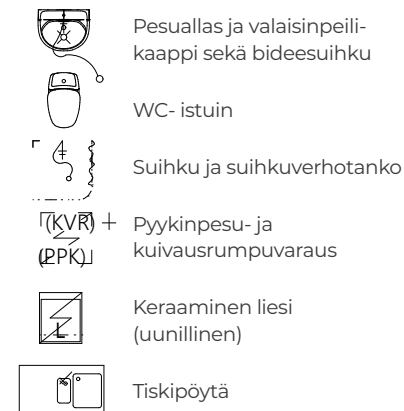 Pesuallas ja valaisinpeili-
kaappi sekä bideesuihku
WC- istuin
Suihku ja suihkuverhotanko
(KVR) +
(PPK)
Pyykinpesu- ja
kuivausrumpuvaraus
L
Keraaminen liesi
(uunillinen)
Tiskipöytä